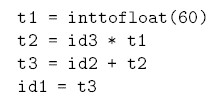 t1 = inttofloat(60)
t2 = id3 * t1
t3 = id2 + t2
id1 = t3